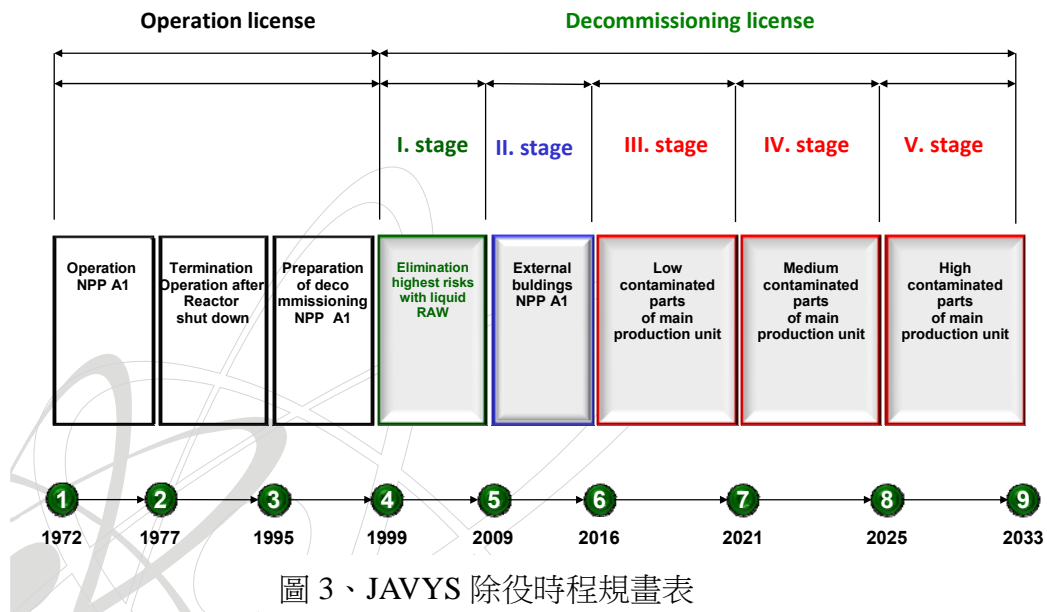 Operation license
Decommissioning license
I. stage
II. stage
III. stage
IV. stage
V. stage
Operation
NPP A1
Termination
Operation after
Reactor
shut down
Preparation
of deco
mmissioning
NPP A1
Elimination
highest risks
with liquid
RAW
External
buldings
NPP A1
Low
contaminated
parts
of main
production unit
Medium
contaminated
parts
of main
production unit
High
contaminated
parts
of main
production unit
1
2
3
4
5
6
7
8
9
1972
1977
1995
1999
2009
2016
2021
2025
2033
圖 3、JAVYS 除役時程規畫表